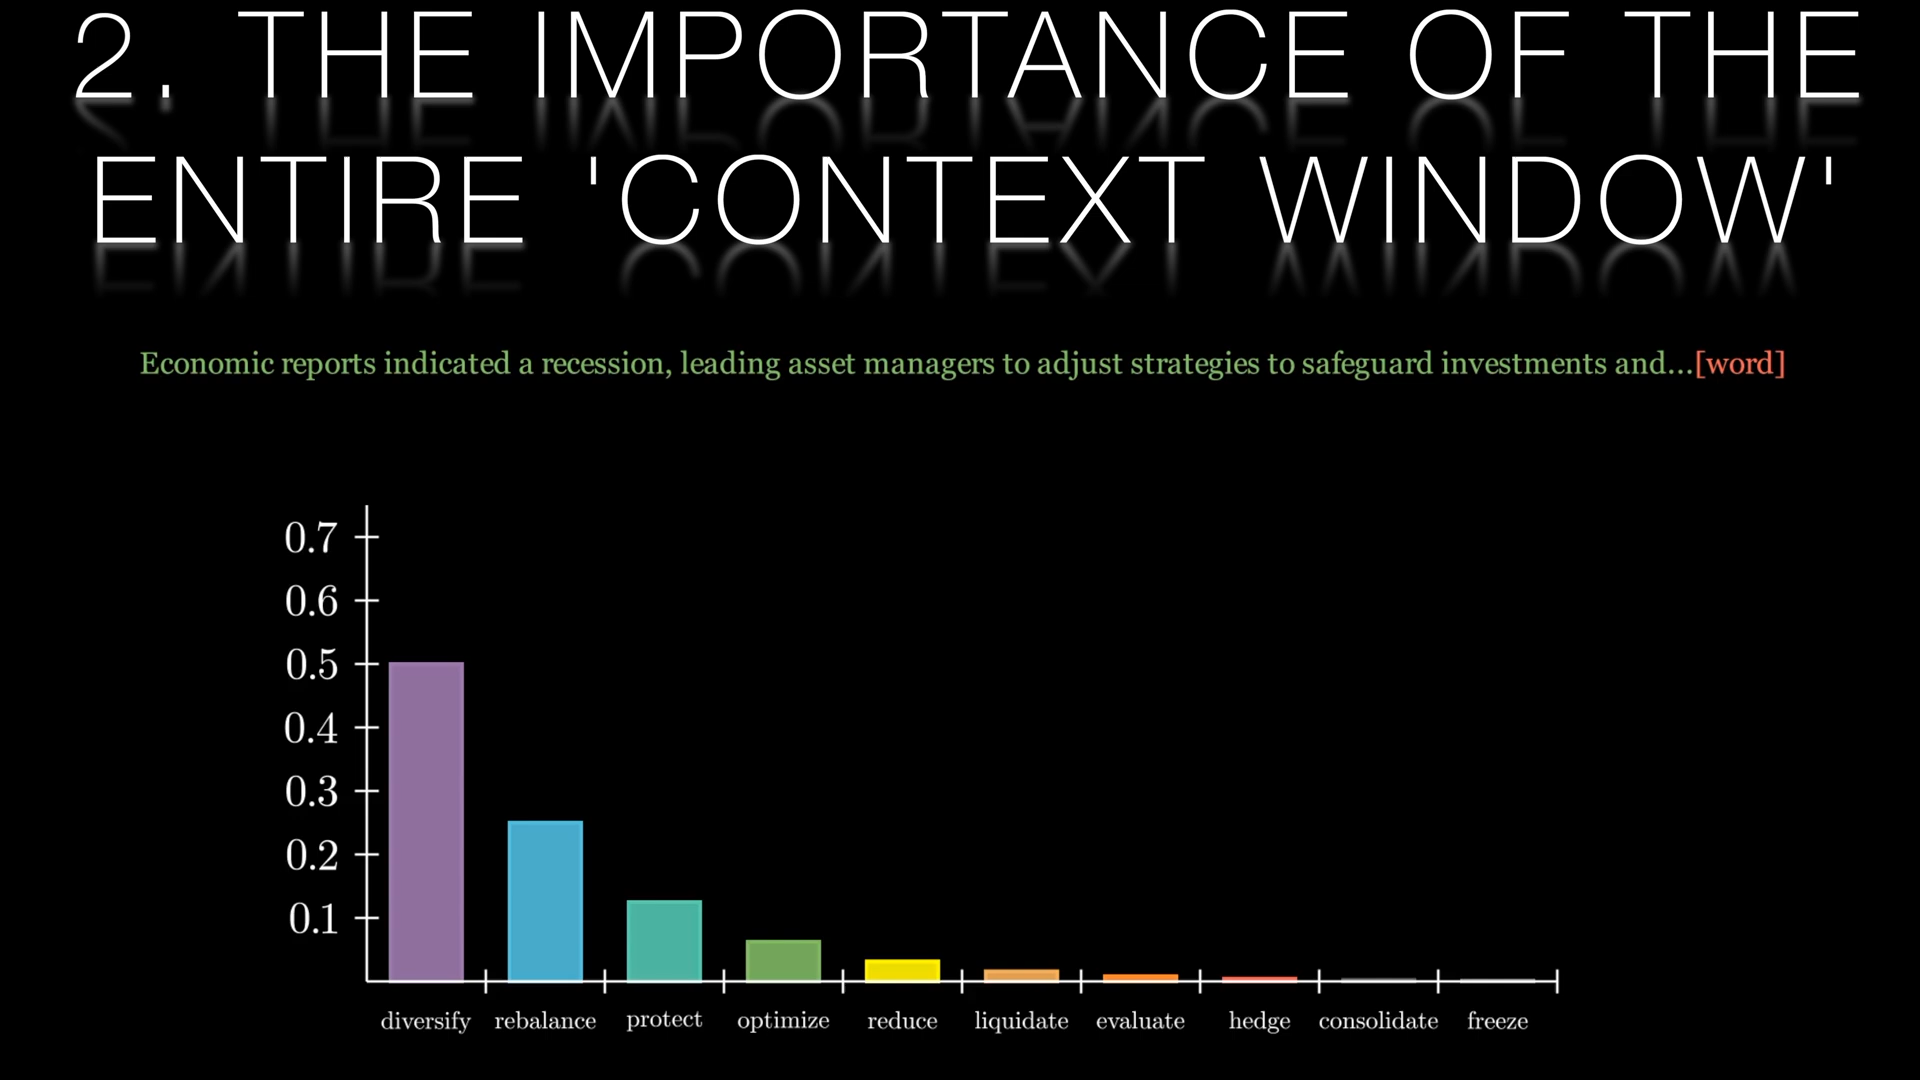 2. THE IMPORTANCE OF THE
ENTIRE 'CONTEXT WINDOW'
Economic reports indicated a recession, leading asset managers to adjust strategies to safeguard investments and...[word]
0.7
0.6
0.5
0.4
0.3
0.2
0.1
diversify rebalance protect optimize reduce liquidate evaluate hedge consolidate freeze